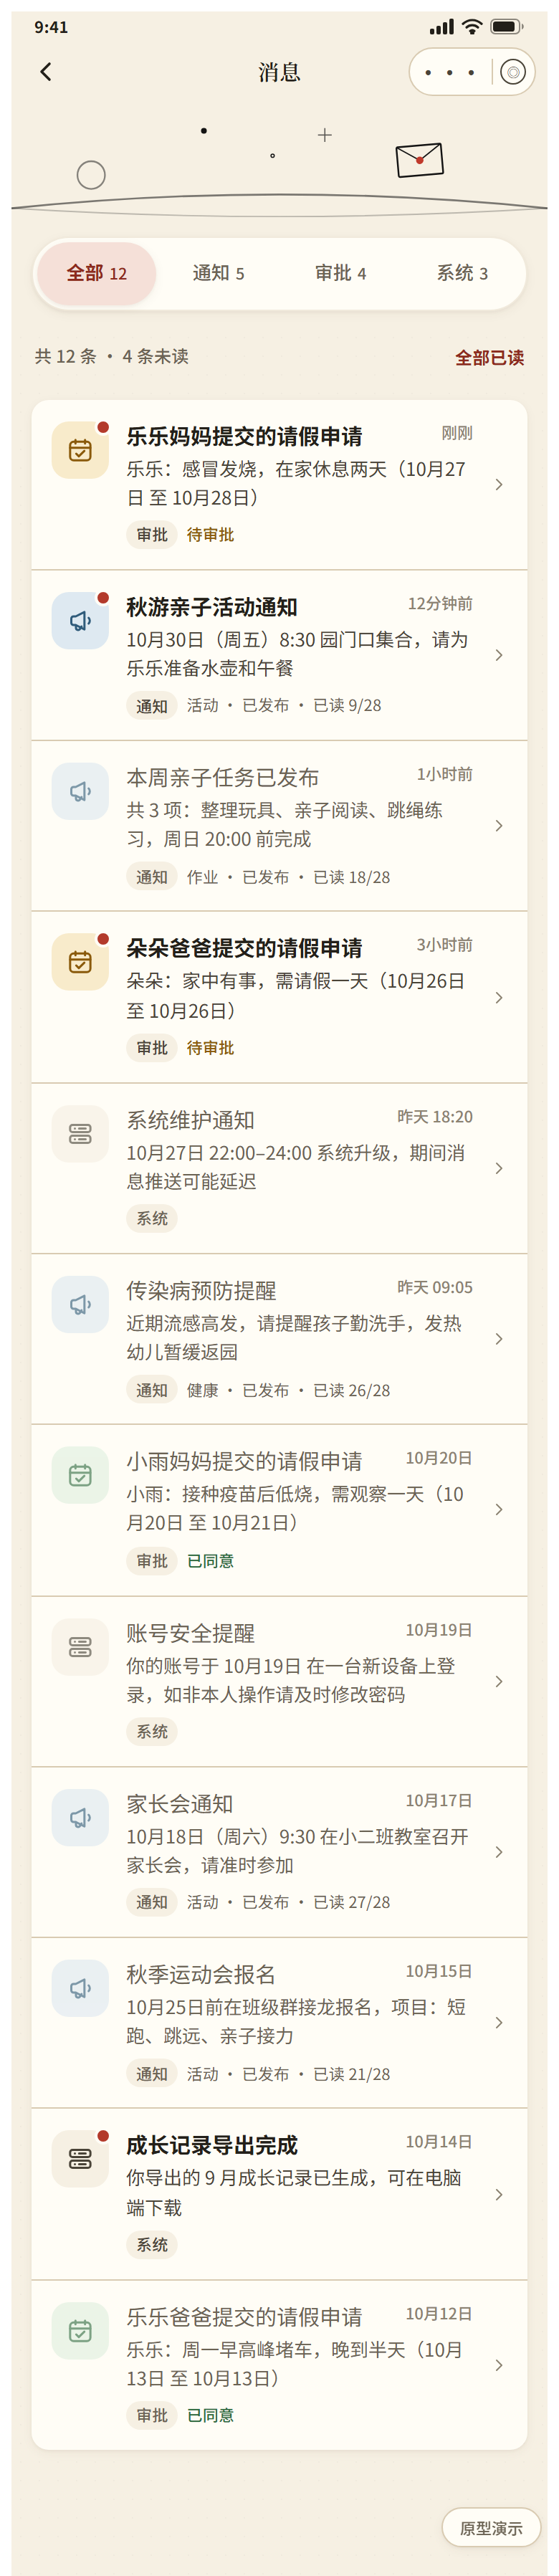 9:41
消息
全部 12
通知 5
审批 4
系统 3
共 12 条 · 4 条未读
全部已读
乐乐妈妈提交的请假申请
刚刚
乐乐：感冒发烧，在家休息两天（10月27
日 至 10月28日）
审批 待审批
秋游亲子活动通知
12分钟前
10月30日（周五）8:30 园门口集合，请为
乐乐准备水壶和午餐
通知 活动 · 已发布 · 已读 9/28
本周亲子任务已发布
1小时前
共 3 项：整理玩具、亲子阅读、跳绳练
习，周日 20:00 前完成
通知 作业 · 已发布 · 已读 18/28
朵朵爸爸提交的请假申请
3小时前
朵朵：家中有事，需请假一天（10月26日
至 10月26日）
审批 待审批
系统维护通知
昨天 18:20
10月27日 22:00–24:00 系统升级，期间消
息推送可能延迟
系统
传染病预防提醒
昨天 09:05
近期流感高发，请提醒孩子勤洗手，发热
幼儿暂缓返园
通知 健康 · 已发布 · 已读 26/28
小雨妈妈提交的请假申请
10月20日
小雨：接种疫苗后低烧，需观察一天（10
月20日 至 10月21日）
审批 已同意
账号安全提醒
10月19日
你的账号于 10月19日 在一台新设备上登
录，如非本人操作请及时修改密码
系统
家长会通知
10月17日
10月18日（周六）9:30 在小二班教室召开
家长会，请准时参加
通知 活动 · 已发布 · 已读 27/28
秋季运动会报名
10月15日
10月25日前在班级群接龙报名，项目：短
跑、跳远、亲子接力
通知 活动 · 已发布 · 已读 21/28
成长记录导出完成
10月14日
你导出的 9 月成长记录已生成，可在电脑
端下载
系统
乐乐爸爸提交的请假申请
10月12日
乐乐：周一早高峰堵车，晚到半天（10月
13日 至 10月13日）
审批 已同意
原型演示